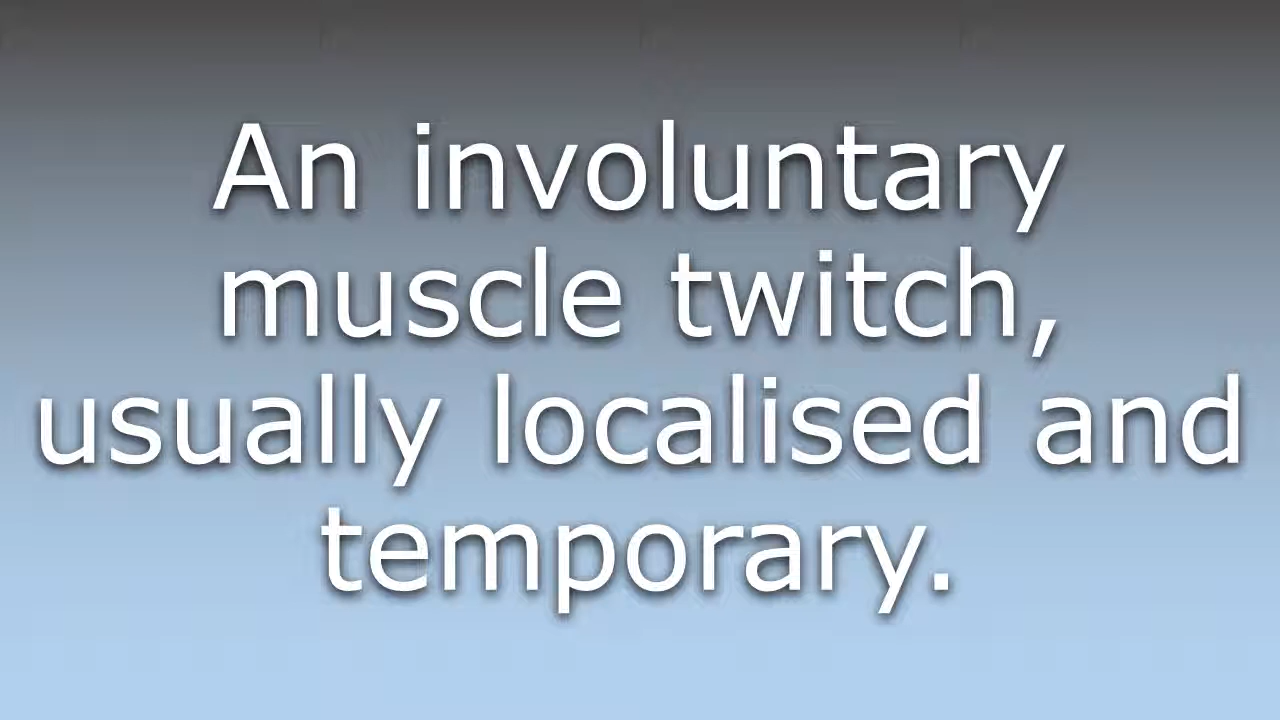 An involuntary
muscle twitch,
usually localised and
temporary.